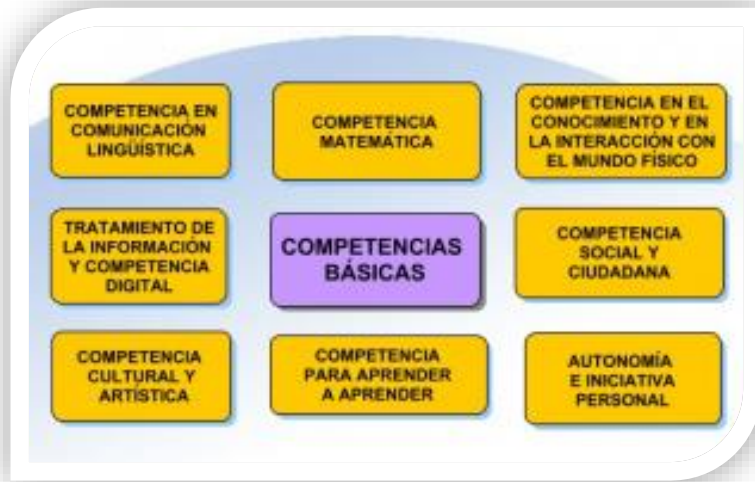 COMPETENCIA EN
COMUNICACIÓN
LINGÜÍSTICA
COMPETENCIA
MATEMÁTICA
COMPETENCIA EN EL
CONOCIMIENTO Y EN
LA INTERACCIÓN CON
EL MUNDO FÍSICO
TRATAMIENTO DE
LA INFORMACIÓN
Y COMPETENCIA
DIGITAL
COMPETENCIAS
BÁSICAS
COMPETENCIA
SOCIAL Y
CIUDADANA
COMPETENCIA
CULTURAL Y
ARTÍSTICA
COMPETENCIA
PARA APRENDER
A APRENDER
AUTONOMÍA
E INICIATIVA
PERSONAL